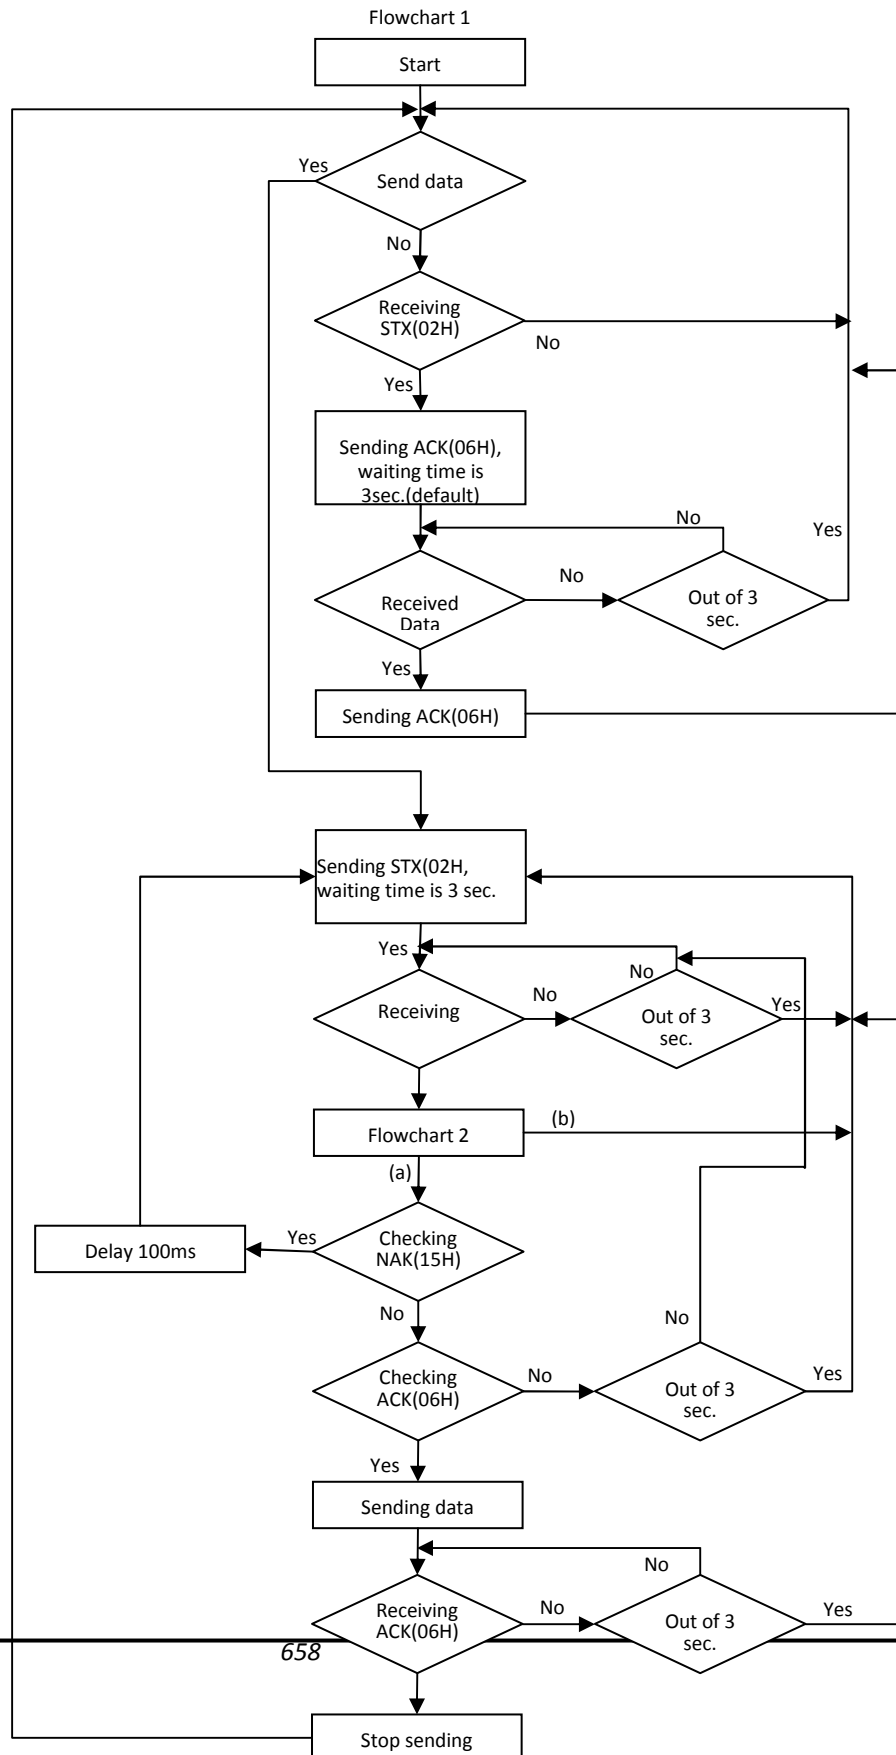 Flowchart 1
Start
Yes
Send data
No
Receiving
STX(02H)
No
Yes
Sending ACK(06H),
waiting time is
3sec.(default)
No
Yes
No
Received
Data
Out of 3
sec.
Yes
Sending ACK(06H)
Sending STX(02H,
waiting time is 3 sec.
Yes
No
Receiving
No
Out of 3
sec.
Yes
Flowchart 2
(b)
(a)
Checking
NAK(15H)
Yes
Delay 100ms
No
No
Checking
ACK(06H)
No
Out of 3
sec.
Yes
Yes
Sending data
No
Receiving
ACK(06H)
No
Out of 3
sec.
Yes
658
Stop sending